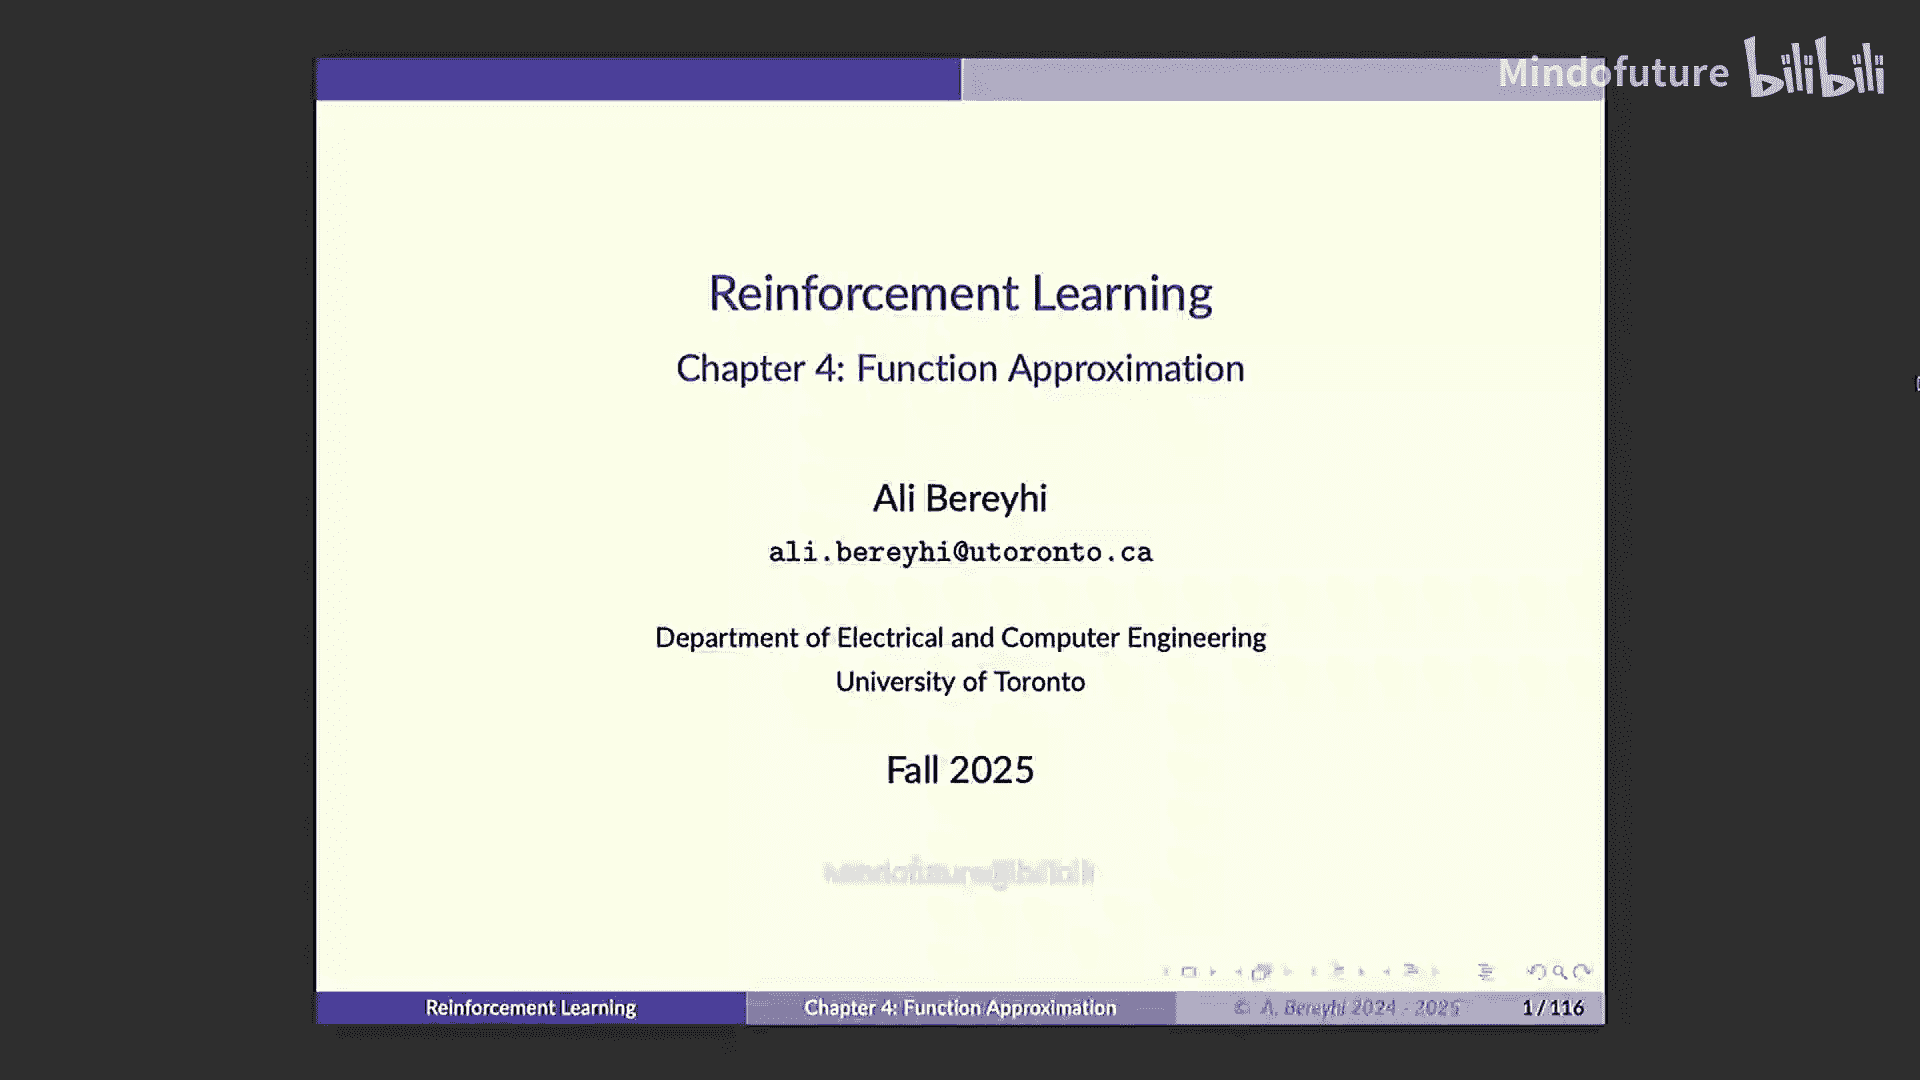 Mindofuture bilibili
Reinforcement Learning
Chapter 4: Function Approximation
Ali Bereyhi
ali.bereyhi@utoronto.ca
Department of Electrical and Computer Engineering
University of Toronto
Fall 2025
Reinforcement Learning
Chapter 4: Function Approximation
© A. Bereyhi 2024 - 2025
1 / 116